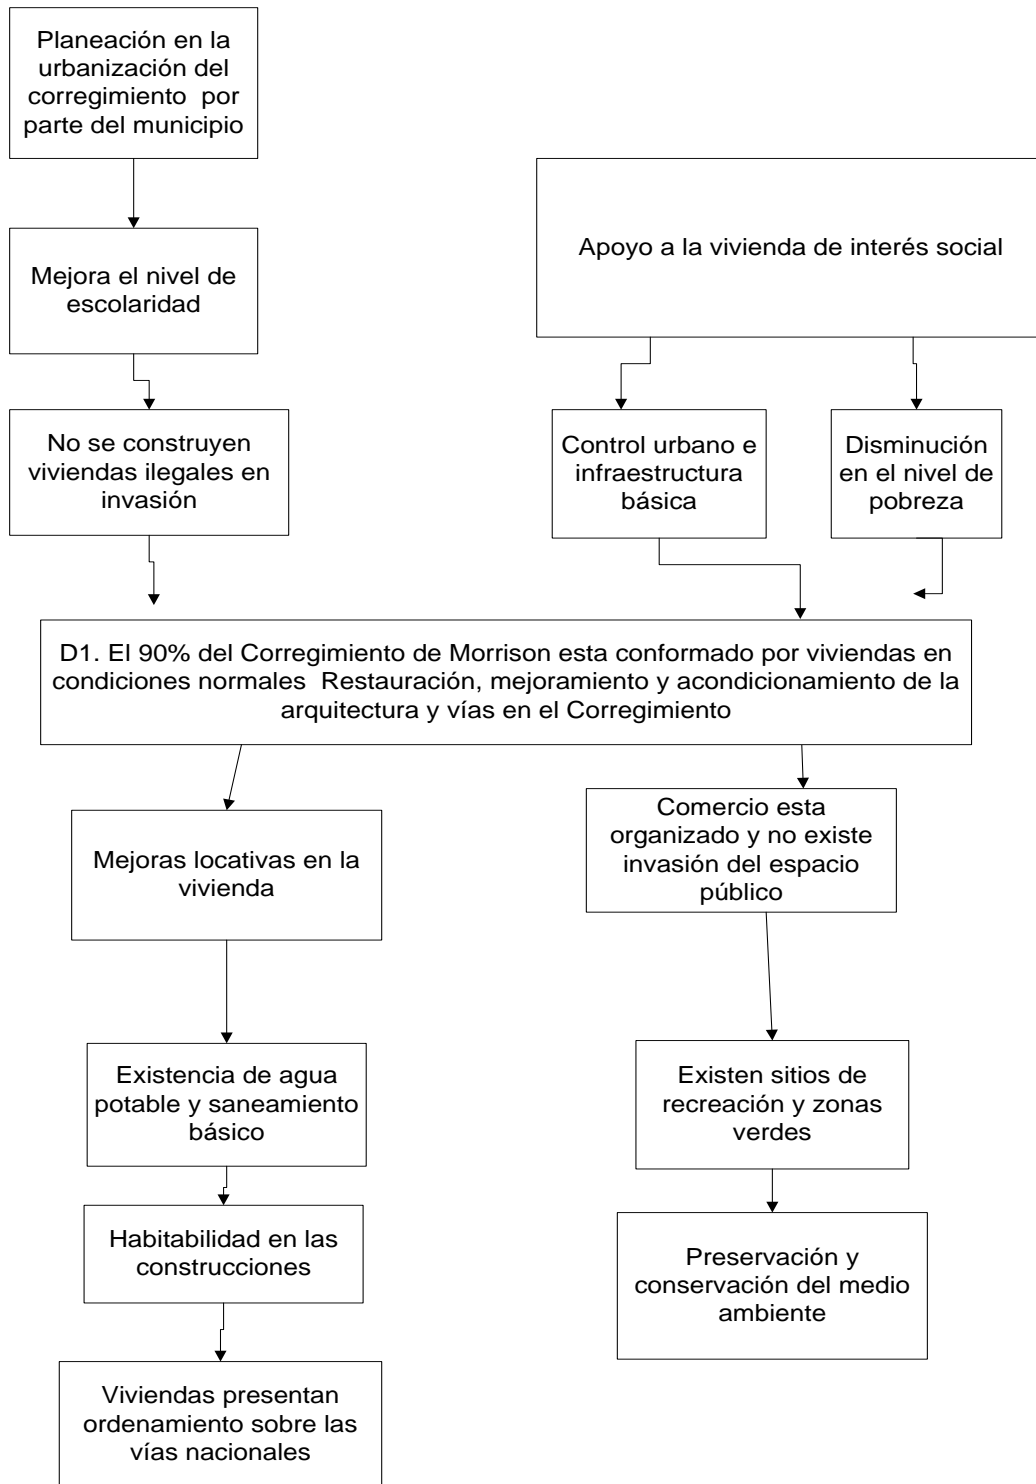 Planeación en la
urbanización del
corregimiento  por
parte del municipio
Apoyo a la vivienda de interés social
Mejora el nivel de
escolaridad
No se construyen
viviendas ilegales en
invasión
Control urbano e
infraestructura
básica
Disminución
en el nivel de
pobreza
D1. El 90% del Corregimiento de Morrison esta conformado por viviendas en
condiciones normales  Restauración, mejoramiento y acondicionamiento de la
arquitectura y vías en el Corregimiento
Mejoras locativas en la
vivienda
Comercio esta
organizado y no existe
invasión del espacio
público
Existencia de agua
potable y saneamiento
básico
Existen sitios de
recreación y zonas
verdes
Habitabilidad en las
construcciones
Preservación y
conservación del medio
ambiente
Viviendas presentan
ordenamiento sobre las
vías nacionales